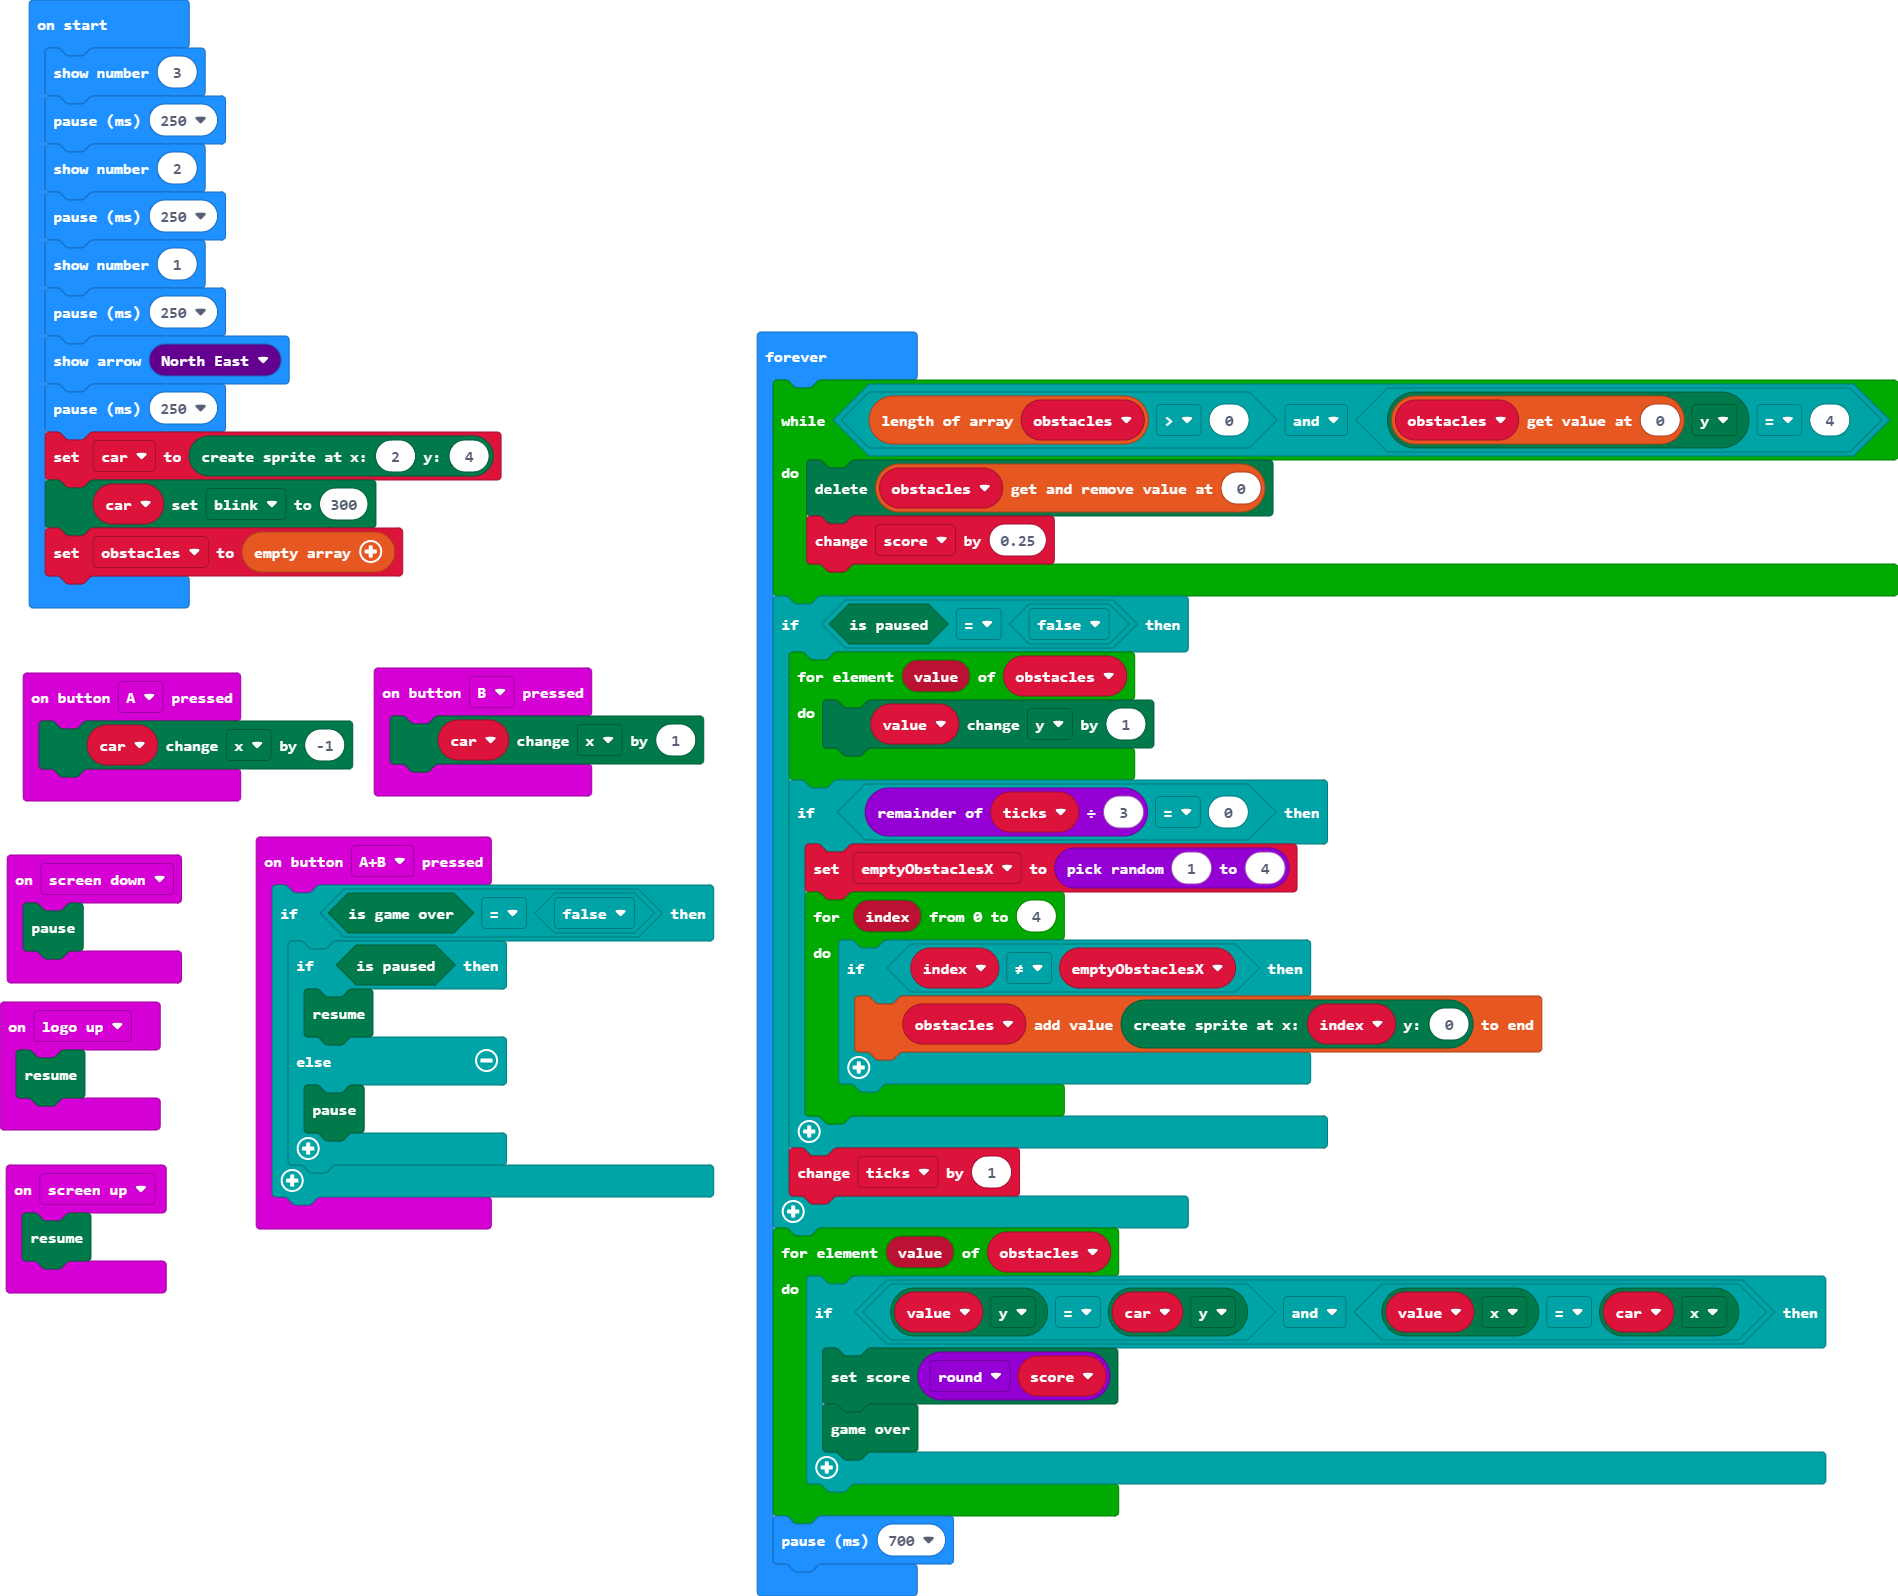 on start
show number 3
pause (ms) 250
show number 2
pause (ms) 250
show number 1
pause (ms) 250
show arrow North East
pause (ms) 250
set car to create sprite at x: 2 y: 4
car set blink to 300
set obstacles to empty array
on button A pressed
car change x by -1
on button B pressed
car change x by 1
on screen down
pause
on logo up
resume
on screen up
resume
on button A+B pressed
if is game over = false then
if is paused then
resume
else
pause
forever
while length of array obstacles > 0 and obstacles get value at 0 y = 4
do
delete obstacles get and remove value at 0
change score by 0.25
if is paused = false then
for element value of obstacles
do
value change y by 1
if remainder of ticks ÷ 3 = 0 then
set emptyObstaclesX to pick random 1 to 4
for index from 0 to 4
do
if index ≠ emptyObstaclesX then
obstacles add value create sprite at x: index y: 0 to end
change ticks by 1
for element value of obstacles
do
if value y = car y and value x = car x then
set score round score
game over
pause (ms) 700